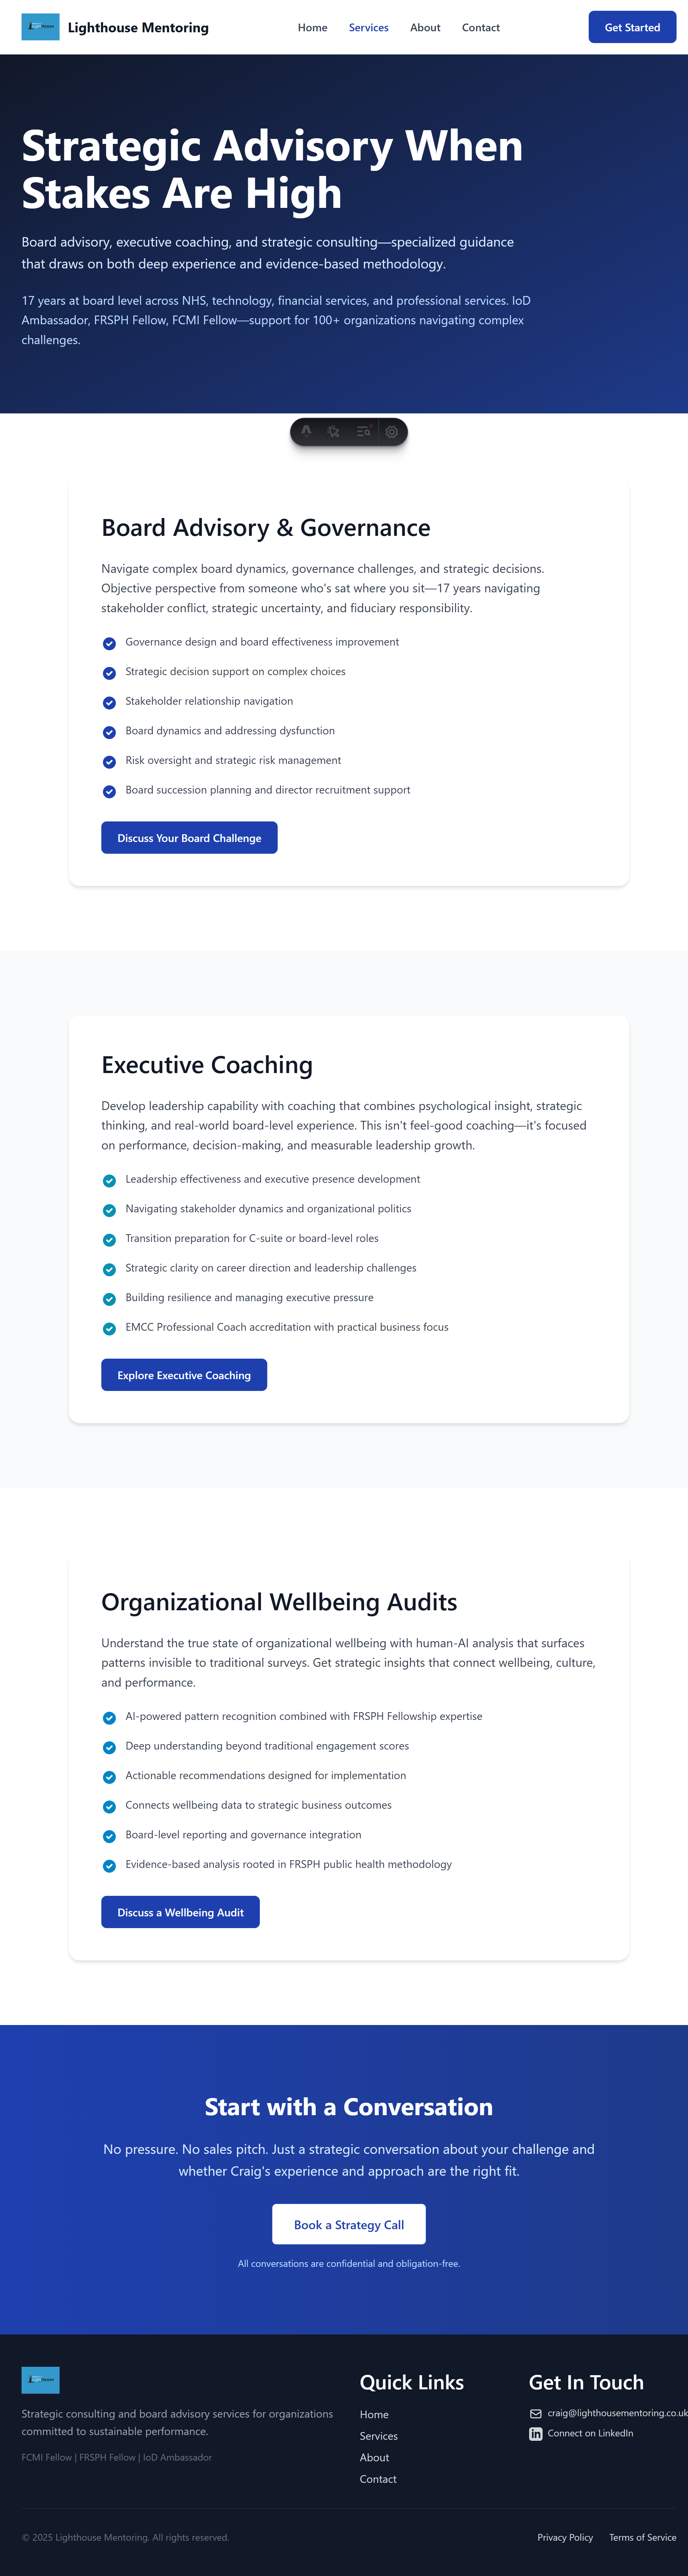 Lighthouse Mentoring
Home
Services
About
Contact
Get Started
Strategic Advisory When
Stakes Are High
Board advisory, executive coaching, and strategic consulting—specialized guidance
that draws on both deep experience and evidence-based methodology.
17 years at board level across NHS, technology, financial services, and professional services. IoD
Ambassador, FRSPH Fellow, FCMI Fellow—support for 100+ organizations navigating complex
challenges.
Board Advisory & Governance
Navigate complex board dynamics, governance challenges, and strategic decisions.
Objective perspective from someone who's sat where you sit—17 years navigating
stakeholder conflict, strategic uncertainty, and fiduciary responsibility.
Governance design and board effectiveness improvement
Strategic decision support on complex choices
Stakeholder relationship navigation
Board dynamics and addressing dysfunction
Risk oversight and strategic risk management
Board succession planning and director recruitment support
Discuss Your Board Challenge
Executive Coaching
Develop leadership capability with coaching that combines psychological insight, strategic
thinking, and real-world board-level experience. This isn't feel-good coaching—it's focused
on performance, decision-making, and measurable leadership growth.
Leadership effectiveness and executive presence development
Navigating stakeholder dynamics and organizational politics
Transition preparation for C-suite or board-level roles
Strategic clarity on career direction and leadership challenges
Building resilience and managing executive pressure
EMCC Professional Coach accreditation with practical business focus
Explore Executive Coaching
Organizational Wellbeing Audits
Understand the true state of organizational wellbeing with human-AI analysis that surfaces
patterns invisible to traditional surveys. Get strategic insights that connect wellbeing, culture,
and performance.
AI-powered pattern recognition combined with FRSPH Fellowship expertise
Deep understanding beyond traditional engagement scores
Actionable recommendations designed for implementation
Connects wellbeing data to strategic business outcomes
Board-level reporting and governance integration
Evidence-based analysis rooted in FRSPH public health methodology
Discuss a Wellbeing Audit
Start with a Conversation
No pressure. No sales pitch. Just a strategic conversation about your challenge and
whether Craig's experience and approach are the right fit.
Book a Strategy Call
All conversations are confidential and obligation-free.
Strategic consulting and board advisory services for organizations
committed to sustainable performance.
FCMI Fellow | FRSPH Fellow | IoD Ambassador
Quick Links
Home
Services
About
Contact
Get In Touch
craig@lighthousementoring.co.uk
Connect on LinkedIn
© 2025 Lighthouse Mentoring. All rights reserved.
Privacy Policy
Terms of Service